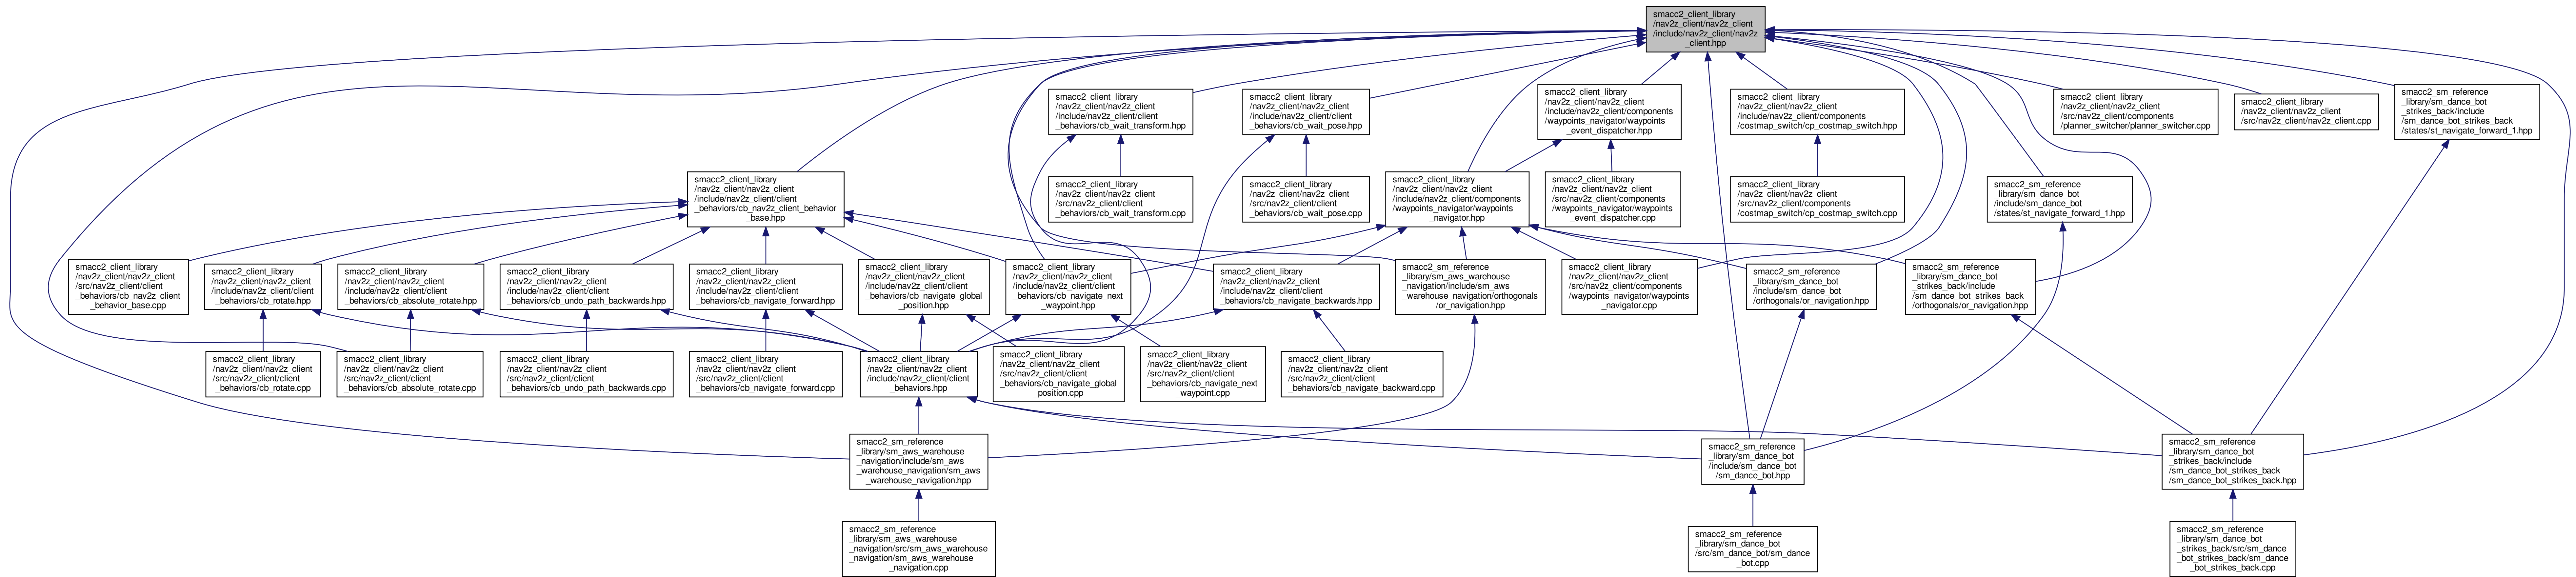 smacc2_client_library
/nav2z_client/nav2z_client
/include/nav2z_client/nav2z
_client.hpp
smacc2_client_library
/nav2z_client/nav2z_client
/include/nav2z_client/client
_behaviors/cb_wait_transform.hpp
smacc2_client_library
/nav2z_client/nav2z_client
/include/nav2z_client/client
_behaviors/cb_wait_pose.hpp
smacc2_client_library
/nav2z_client/nav2z_client
/include/nav2z_client/components
/waypoints_navigator/waypoints
_event_dispatcher.hpp
smacc2_client_library
/nav2z_client/nav2z_client
/include/nav2z_client/components
/costmap_switch/cp_costmap_switch.hpp
smacc2_client_library
/nav2z_client/nav2z_client
/src/nav2z_client/components
/planner_switcher/planner_switcher.cpp
smacc2_client_library
/nav2z_client/nav2z_client
/src/nav2z_client/nav2z_client.cpp
smacc2_sm_reference
_library/sm_dance_bot
_strikes_back/include
/sm_dance_bot_strikes_back
/states/st_navigate_forward_1.hpp
smacc2_client_library
/nav2z_client/nav2z_client
/include/nav2z_client/client
_behaviors/cb_nav2z_client_behavior
_base.hpp
smacc2_client_library
/nav2z_client/nav2z_client
/src/nav2z_client/client
_behaviors/cb_wait_transform.cpp
smacc2_client_library
/nav2z_client/nav2z_client
/src/nav2z_client/client
_behaviors/cb_wait_pose.cpp
smacc2_client_library
/nav2z_client/nav2z_client
/include/nav2z_client/components
/waypoints_navigator/waypoints
_navigator.hpp
smacc2_client_library
/nav2z_client/nav2z_client
/src/nav2z_client/components
/waypoints_navigator/waypoints
_event_dispatcher.cpp
smacc2_client_library
/nav2z_client/nav2z_client
/src/nav2z_client/components
/costmap_switch/cp_costmap_switch.cpp
smacc2_sm_reference
_library/sm_dance_bot
/include/sm_dance_bot
/states/st_navigate_forward_1.hpp
smacc2_client_library
/nav2z_client/nav2z_client
/src/nav2z_client/client
_behaviors/cb_nav2z_client
_behavior_base.cpp
smacc2_client_library
/nav2z_client/nav2z_client
/include/nav2z_client/client
_behaviors/cb_rotate.hpp
smacc2_client_library
/nav2z_client/nav2z_client
/include/nav2z_client/client
_behaviors/cb_absolute_rotate.hpp
smacc2_client_library
/nav2z_client/nav2z_client
/include/nav2z_client/client
_behaviors/cb_undo_path_backwards.hpp
smacc2_client_library
/nav2z_client/nav2z_client
/include/nav2z_client/client
_behaviors/cb_navigate_forward.hpp
smacc2_client_library
/nav2z_client/nav2z_client
/include/nav2z_client/client
_behaviors/cb_navigate_global
_position.hpp
smacc2_client_library
/nav2z_client/nav2z_client
/include/nav2z_client/client
_behaviors/cb_navigate_next
_waypoint.hpp
smacc2_client_library
/nav2z_client/nav2z_client
/include/nav2z_client/client
_behaviors/cb_navigate_backwards.hpp
smacc2_sm_reference
_library/sm_aws_warehouse
_navigation/include/sm_aws
_warehouse_navigation/orthogonals
/or_navigation.hpp
smacc2_client_library
/nav2z_client/nav2z_client
/src/nav2z_client/components
/waypoints_navigator/waypoints
_navigator.cpp
smacc2_sm_reference
_library/sm_dance_bot
/include/sm_dance_bot
/orthogonals/or_navigation.hpp
smacc2_sm_reference
_library/sm_dance_bot
_strikes_back/include
/sm_dance_bot_strikes_back
/orthogonals/or_navigation.hpp
smacc2_client_library
/nav2z_client/nav2z_client
/src/nav2z_client/client
_behaviors/cb_rotate.cpp
smacc2_client_library
/nav2z_client/nav2z_client
/src/nav2z_client/client
_behaviors/cb_absolute_rotate.cpp
smacc2_client_library
/nav2z_client/nav2z_client
/src/nav2z_client/client
_behaviors/cb_undo_path_backwards.cpp
smacc2_client_library
/nav2z_client/nav2z_client
/src/nav2z_client/client
_behaviors/cb_navigate_forward.cpp
smacc2_client_library
/nav2z_client/nav2z_client
/include/nav2z_client/client
_behaviors.hpp
smacc2_client_library
/nav2z_client/nav2z_client
/src/nav2z_client/client
_behaviors/cb_navigate_global
_position.cpp
smacc2_client_library
/nav2z_client/nav2z_client
/src/nav2z_client/client
_behaviors/cb_navigate_next
_waypoint.cpp
smacc2_client_library
/nav2z_client/nav2z_client
/src/nav2z_client/client
_behaviors/cb_navigate_backward.cpp
smacc2_sm_reference
_library/sm_aws_warehouse
_navigation/include/sm_aws
_warehouse_navigation/sm_aws
_warehouse_navigation.hpp
smacc2_sm_reference
_library/sm_dance_bot
/include/sm_dance_bot
/sm_dance_bot.hpp
smacc2_sm_reference
_library/sm_dance_bot
_strikes_back/include
/sm_dance_bot_strikes_back
/sm_dance_bot_strikes_back.hpp
smacc2_sm_reference
_library/sm_aws_warehouse
_navigation/src/sm_aws_warehouse
_navigation/sm_aws_warehouse
_navigation.cpp
smacc2_sm_reference
_library/sm_dance_bot
/src/sm_dance_bot/sm_dance
_bot.cpp
smacc2_sm_reference
_library/sm_dance_bot
_strikes_back/src/sm_dance
_bot_strikes_back/sm_dance
_bot_strikes_back.cpp